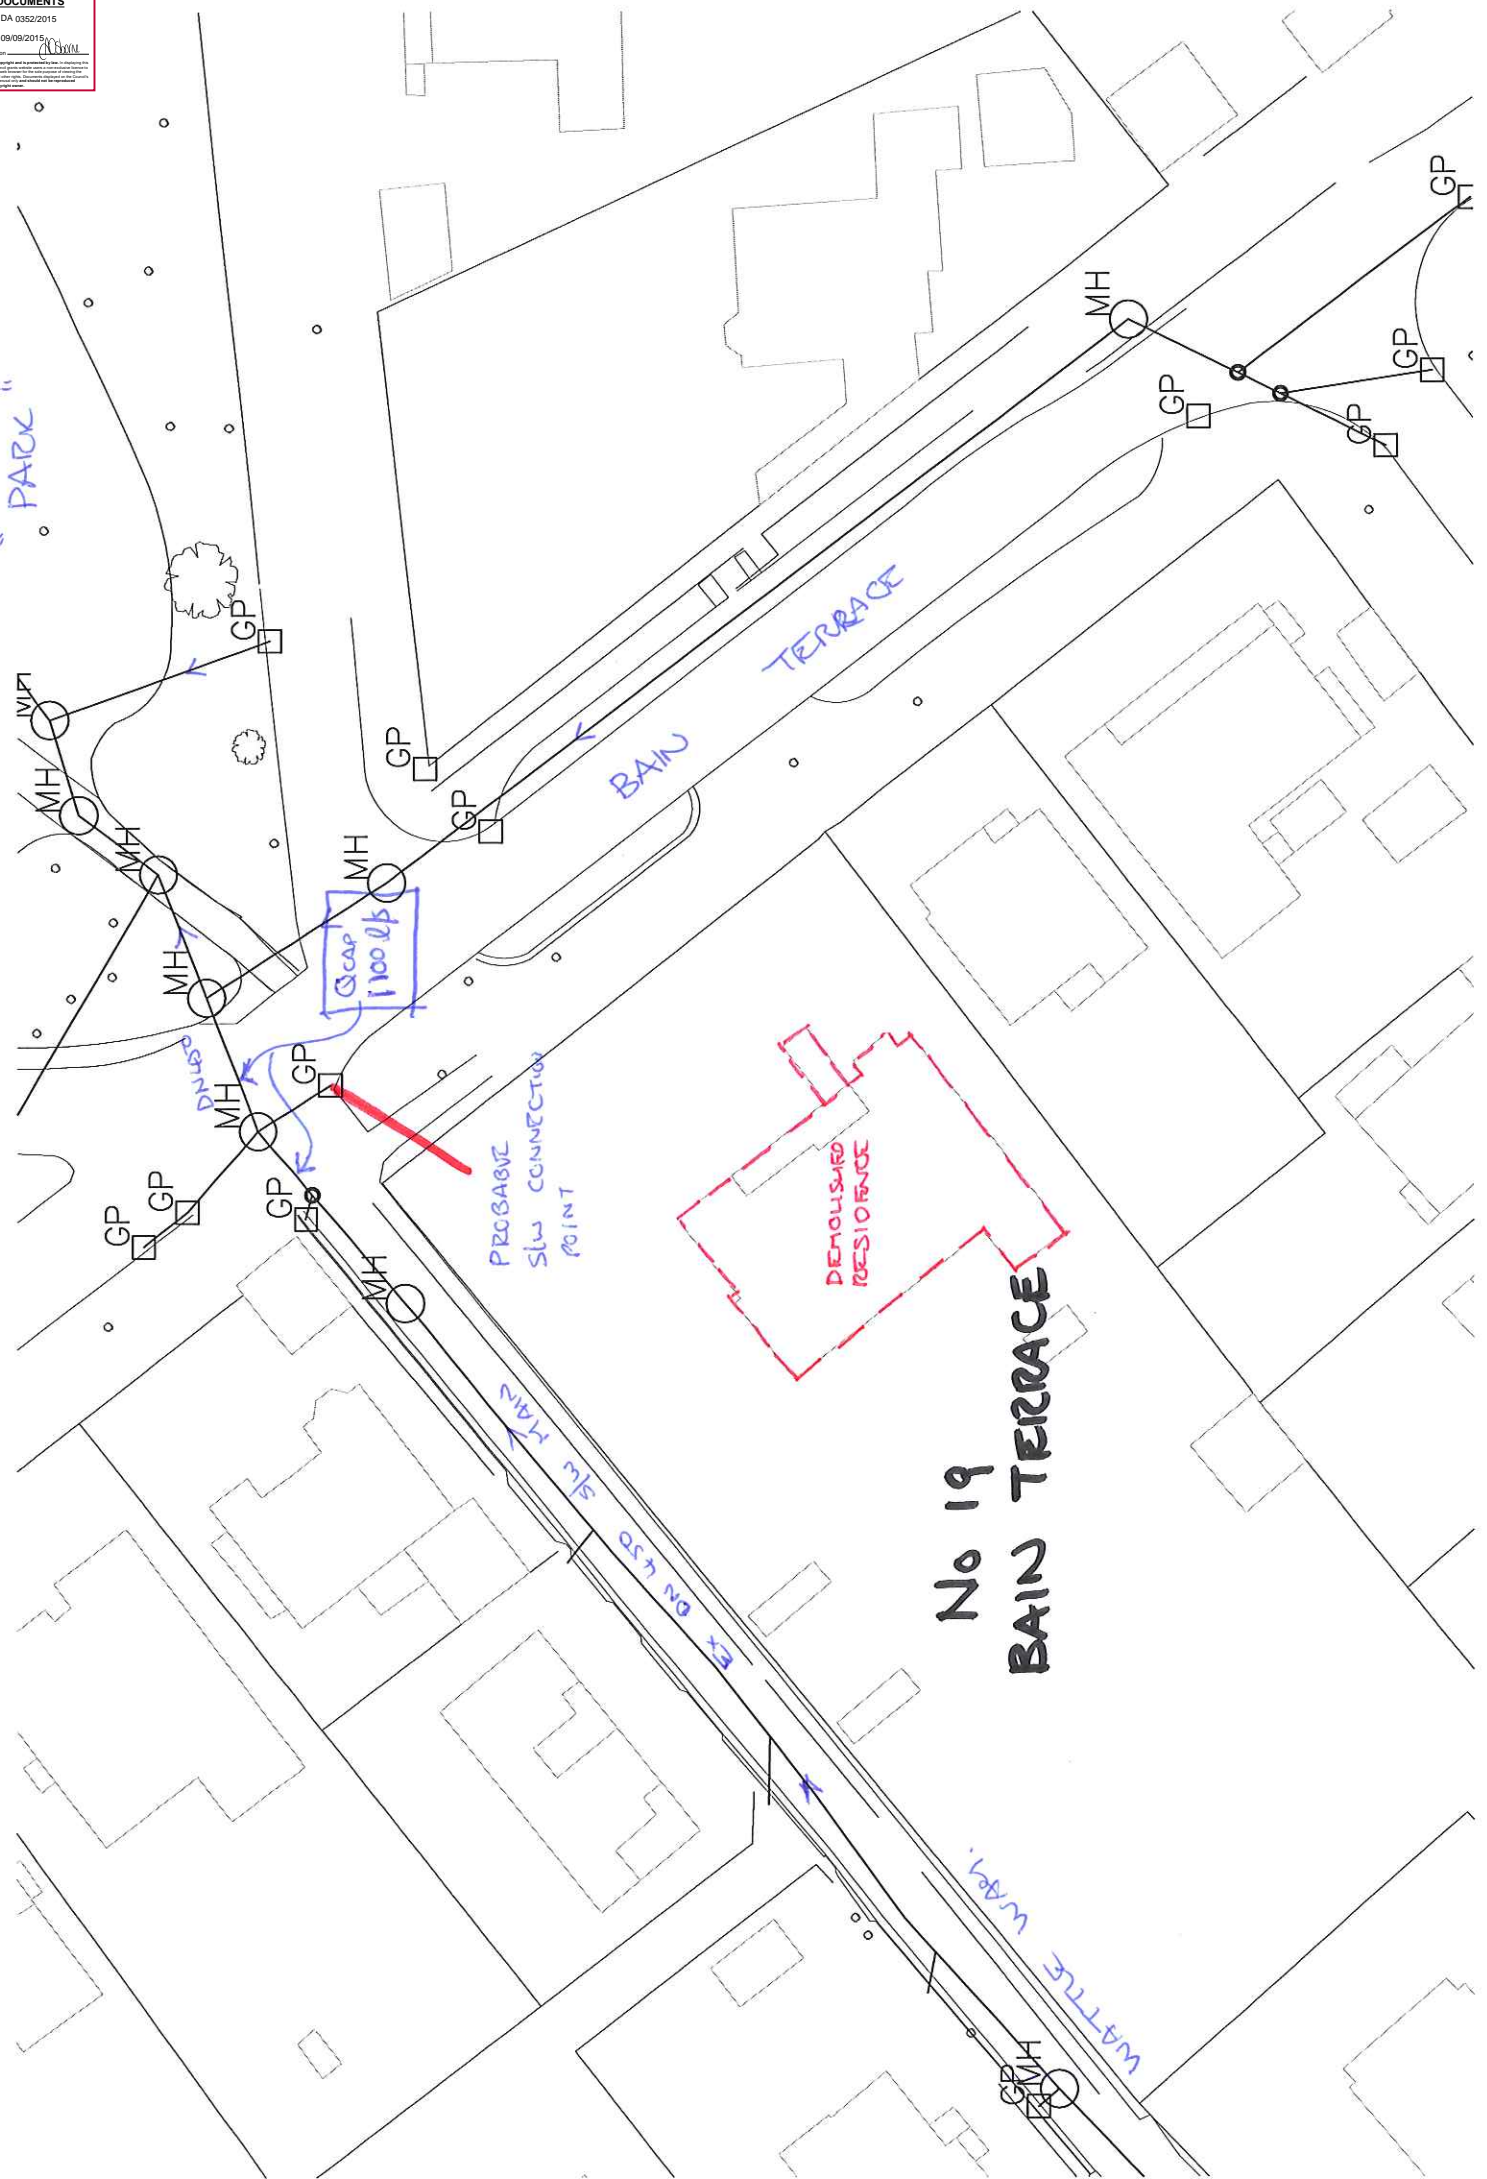 DOCUMENTS
DA 0352/2015
09/09/2015
" PARK "
GP
MH
MH
MH
MH
GP
GP
MH
QCAP
1100 l/s
DN450
MH
GP
GP
GP
GP
MH
BAIN
TERRACE
MH
GP
GP
GP
GP
PROBABLE
S/W CONNECTION
POINT
DEMOLISHED
RESIDENCE
No 19
BAIN TERRACE
EX DN 450 S/W MAIN
WATTLE WAY.
GP
MH